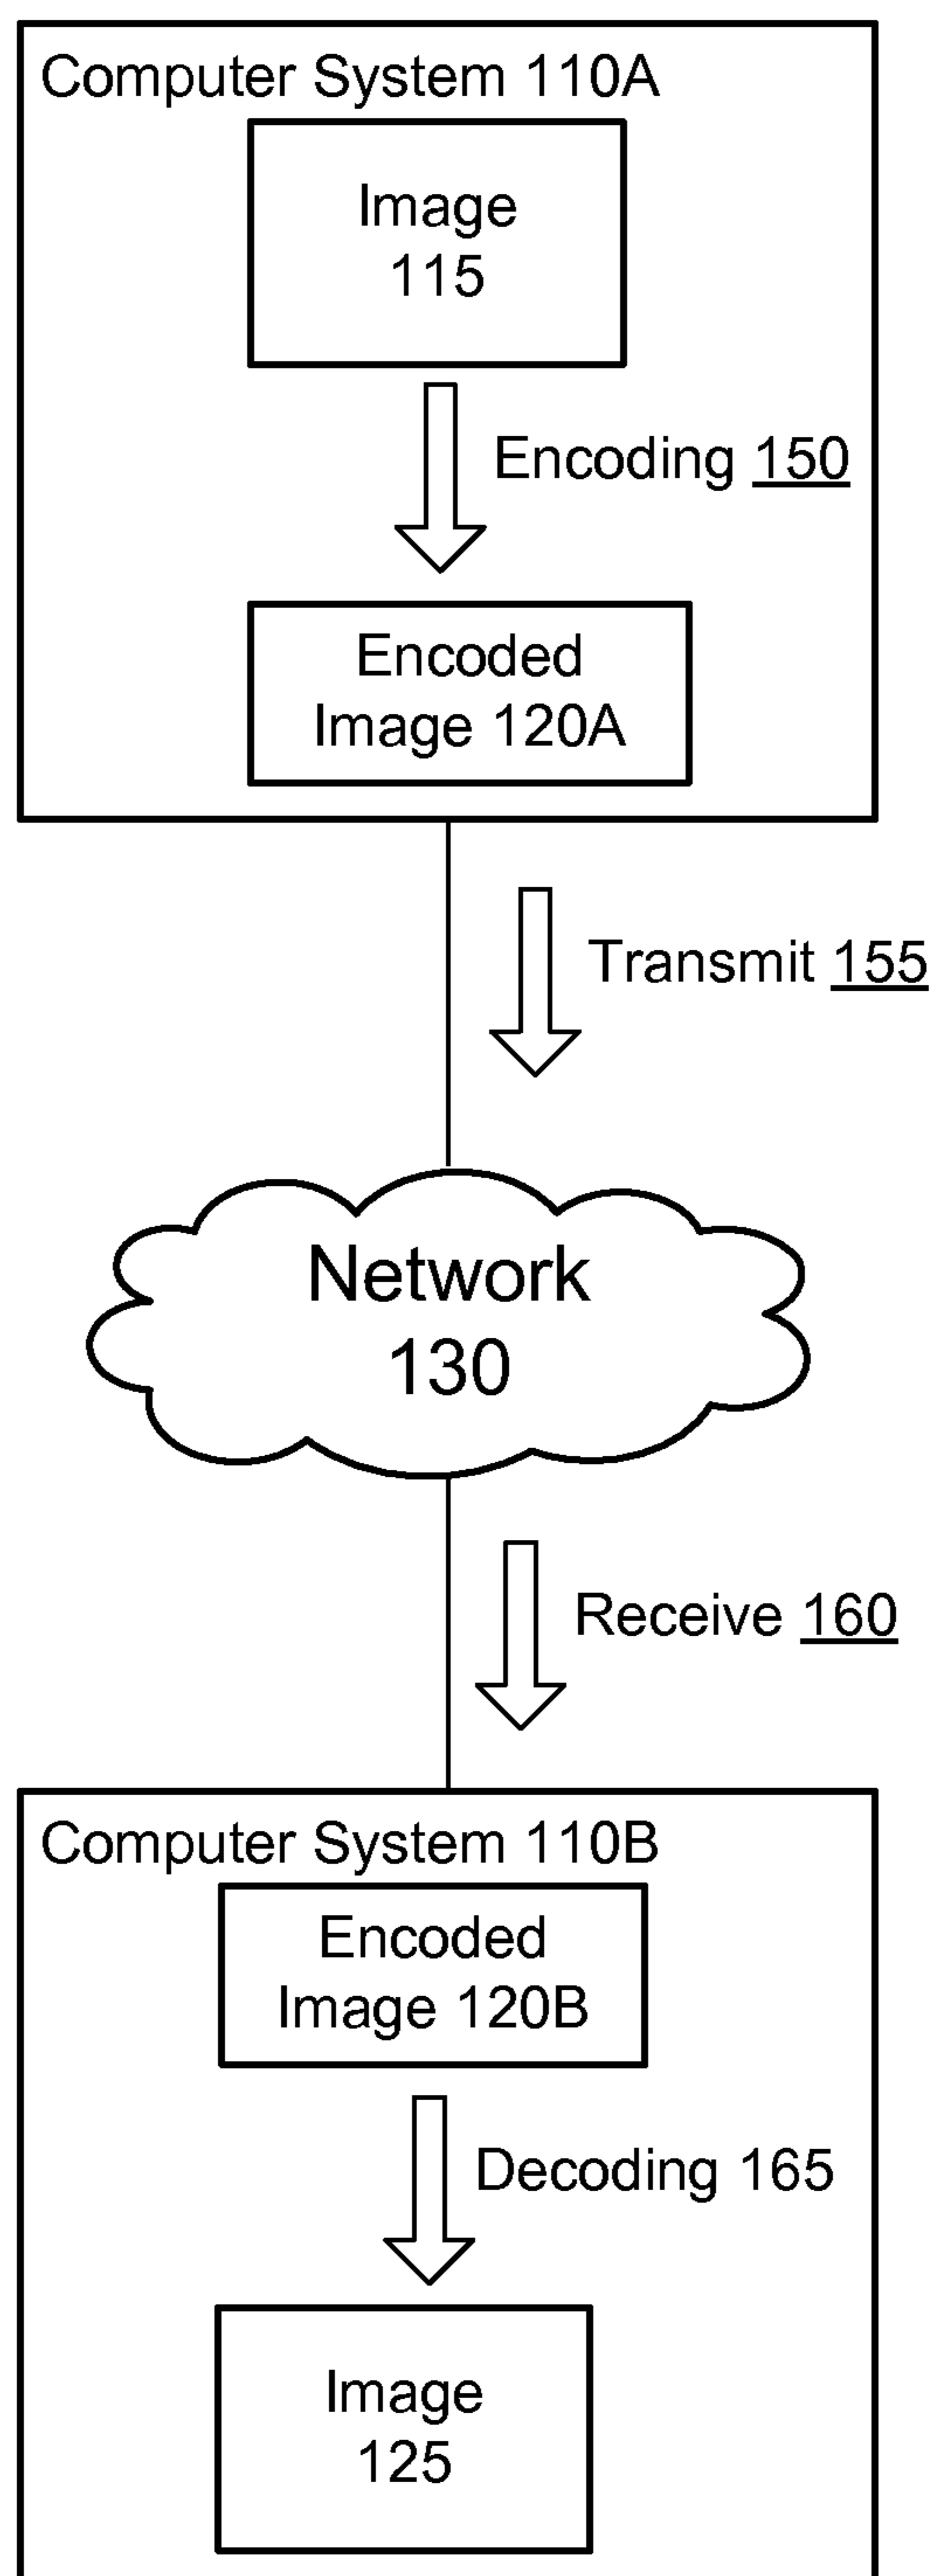 Computer System 110A
Image
115
Encoding 150
Encoded
Image 120A
Transmit 155
Network
130
Receive 160
Computer System 110B
Encoded
Image 120B
Decoding 165
Image
125